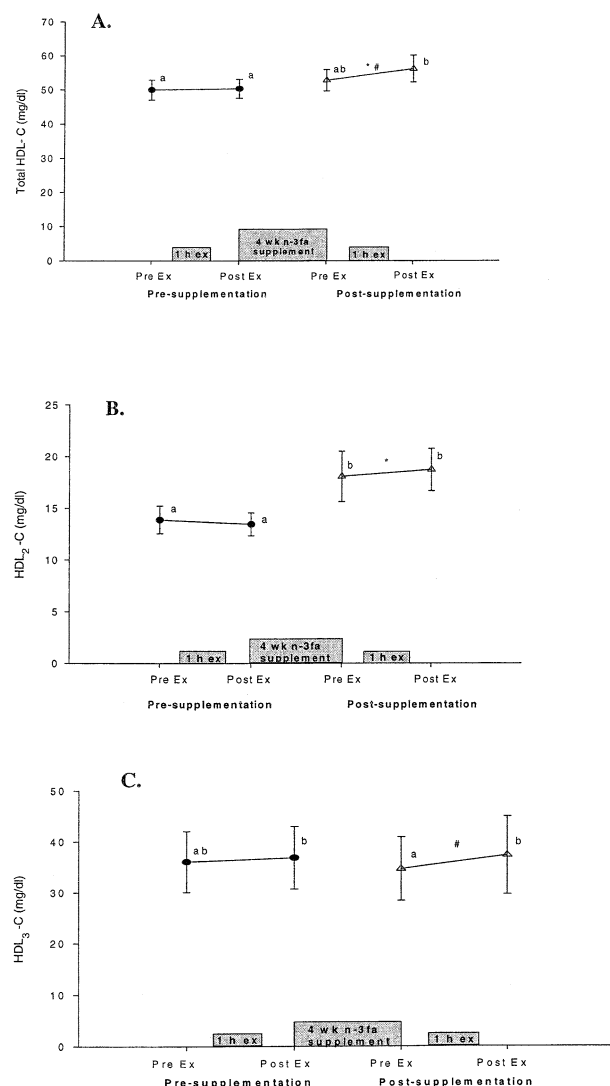 A.
Total HDL-C (mg/dl)
70
60
50
40
30
20
10
0
a
a
ab
* #
b
1 h ex
4 wk n-3fa
supplement
1 h ex
Pre Ex
Post Ex
Pre Ex
Post Ex
Pre-supplementation
Post-supplementation
B.
HDL2-C (mg/dl)
25
20
15
10
5
0
a
a
b
*
b
1 h ex
4 wk n-3fa
supplement
1 h ex
Pre Ex
Post Ex
Pre Ex
Post Ex
Pre-supplementation
Post-supplementation
C.
HDL3-C (mg/dl)
50
40
30
20
10
0
ab
b
a
#
b
1 h ex
4 wk n-3fa
supplement
1 h ex
Pre Ex
Post Ex
Pre Ex
Post Ex
Pre-supplementation
Post-supplementation